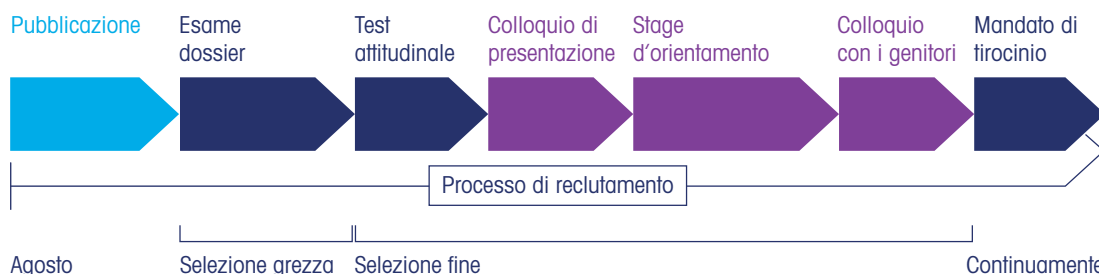 Pubblicazione
Esame
dossier
Test
attitudinale
Colloquio di
presentazione
Stage
d'orientamento
Colloquio
con i genitori
Mandato di
tirocinio
Processo di reclutamento
Agosto
Selezione grezza
Selezione fine
Continuamente